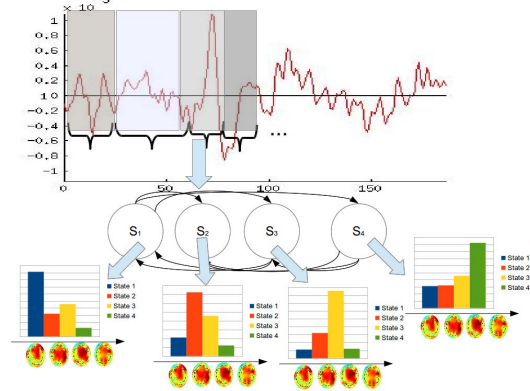 x 10
1
0.8
0.6
0.4
0.2
10
-0.2
-0.4
-0.6
-0.8
-1
0
50
100
150
...
S1
S2
S3
S4
State 1
State 2
State 3
State 4
State 1
State 2
State 3
State 4
State 1
State 2
State 3
State 4
State 1
State 2
State 3
State 4